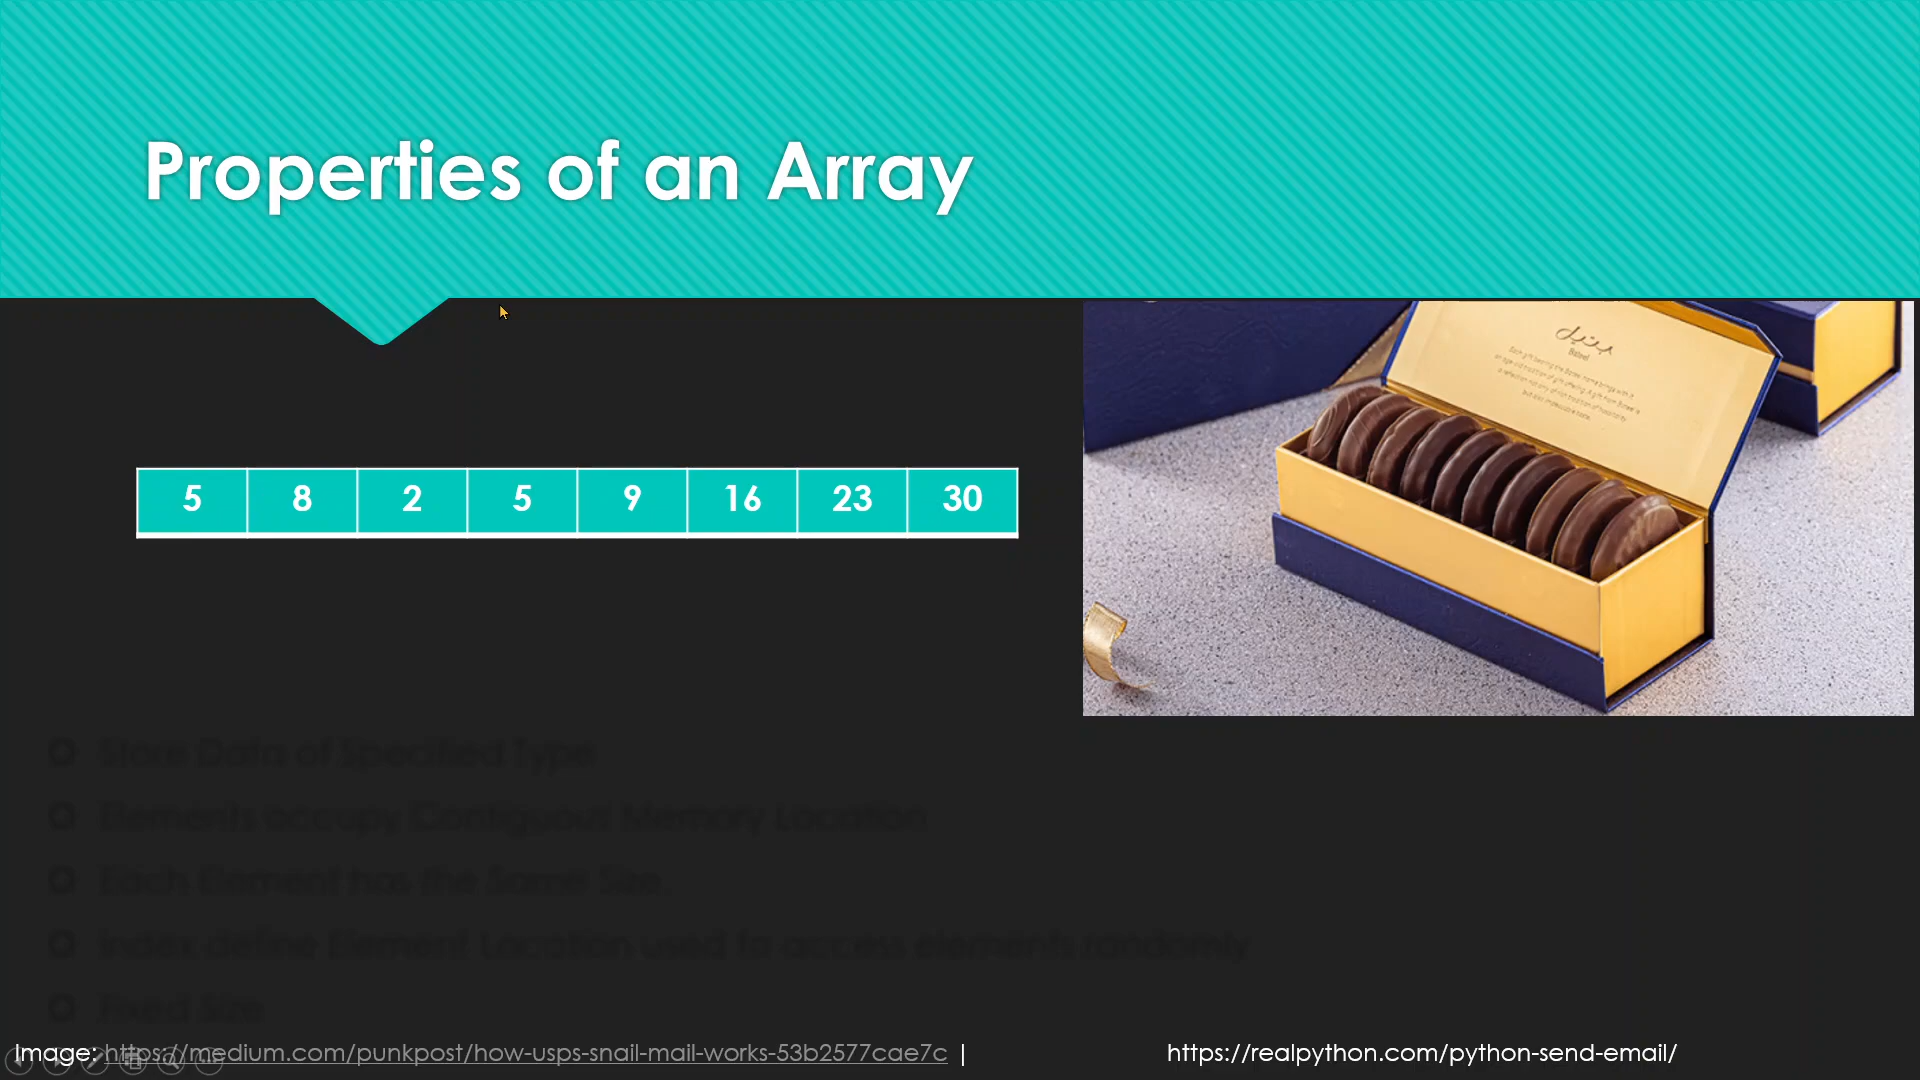 Properties of an Array
5 8 2 5 9 16 23 30
بتيل
Bateel
Store Data of Specified Type
Elements occupy Contiguous Memory Location
Each Element has the Same Size
Index define Element Location used to access elements randomly
Fixed Size
Image: https://medium.com/punkpost/how-usps-snail-mail-works-53b2577cae7c | https://realpython.com/python-send-email/